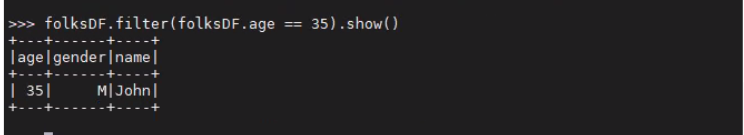 >>> folksDF.filter(folksDF.age == 35).show()
+---+------+----+
|age|gender|name|
+---+------+----+
| 35|     M|John|
+---+------+----+